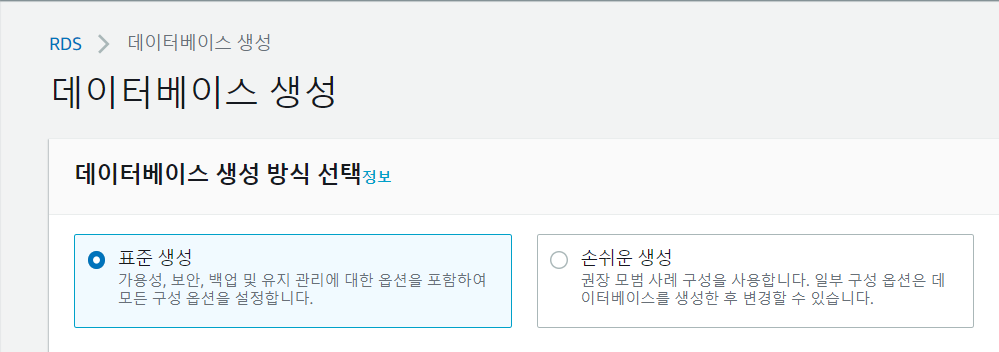 RDS > 데이터베이스 생성
데이터베이스 생성
데이터베이스 생성 방식 선택정보
표준 생성
가용성, 보안, 백업 및 유지 관리에 대한 옵션을 포함하여
모든 구성 옵션을 설정합니다.
손쉬운 생성
권장 모범 사례 구성을 사용합니다. 일부 구성 옵션은 데
이터베이스를 생성한 후 변경할 수 있습니다.